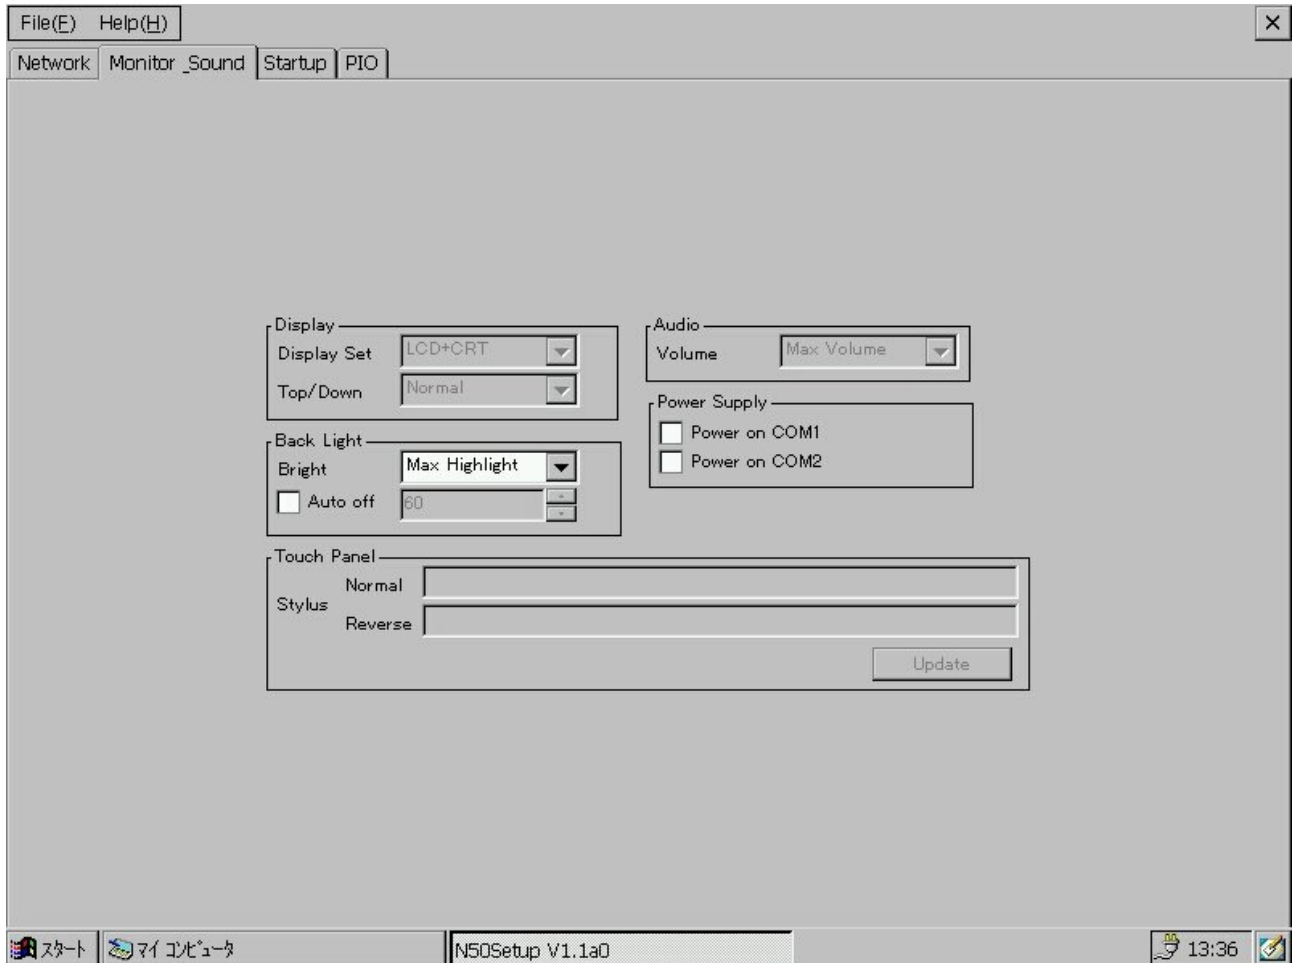 File(F) Help(H)
Network Monitor _Sound Startup PIO
Display
Display Set LCD+CRT
Top/Down Normal
Audio
Volume Max Volume
Power Supply
Power on COM1
Power on COM2
Back Light
Bright Max Highlight
Auto off 60
Touch Panel
Stylus
Normal
Reverse
Update
スタート マイ コンピュータ N50Setup V1.1a0 13:36